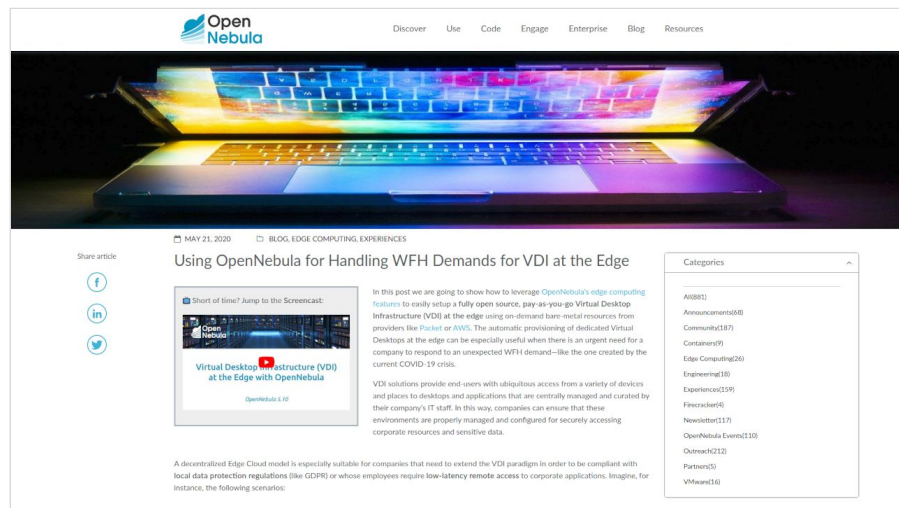 Open
Nebula
Discover Use Code Engage Enterprise Blog Resources
MAY 21, 2020 BLOG, EDGE COMPUTING, EXPERIENCES
Share article
Using OpenNebula for Handling WFH Demands for VDI at the Edge
Short of time? Jump to the Screencast:
Open
Nebula
Virtual Desktop Infrastructure (VDI)
at the Edge with OpenNebula
OpenNebula 5.10
In this post we are going to show how to leverage OpenNebula's edge computing
features to easily setup a fully open source, pay-as-you-go Virtual Desktop
Infrastructure (VDI) at the edge using on-demand bare-metal resources from
providers like Packet or AWS. The automatic provisioning of dedicated Virtual
Desktops at the edge can be especially useful when there is an urgent need for a
company to respond to an unexpected WFH demand—like the one created by the
current COVID-19 crisis.
VDI solutions provide end-users with ubiquitous access from a variety of devices
and places to desktops and applications that are centrally managed and curated by
their company's IT staff. In this way, companies can ensure that these
environments are properly managed and configured for securely accessing
corporate resources and sensitive data.
A decentralized Edge Cloud model is especially suitable for companies that need to extend the VDI paradigm in order to be compliant with
local data protection regulations (like GDPR) or whose employees require low-latency remote access to corporate applications. Imagine, for
instance, the following scenarios:
Categories
All(881)
Announcements(68)
Community(187)
Containers(9)
Edge Computing(26)
Engineering(18)
Experiences(159)
Firecracker(4)
Newsletter(117)
OpenNebula Events(110)
Outreach(212)
Partners(5)
VMware(16)